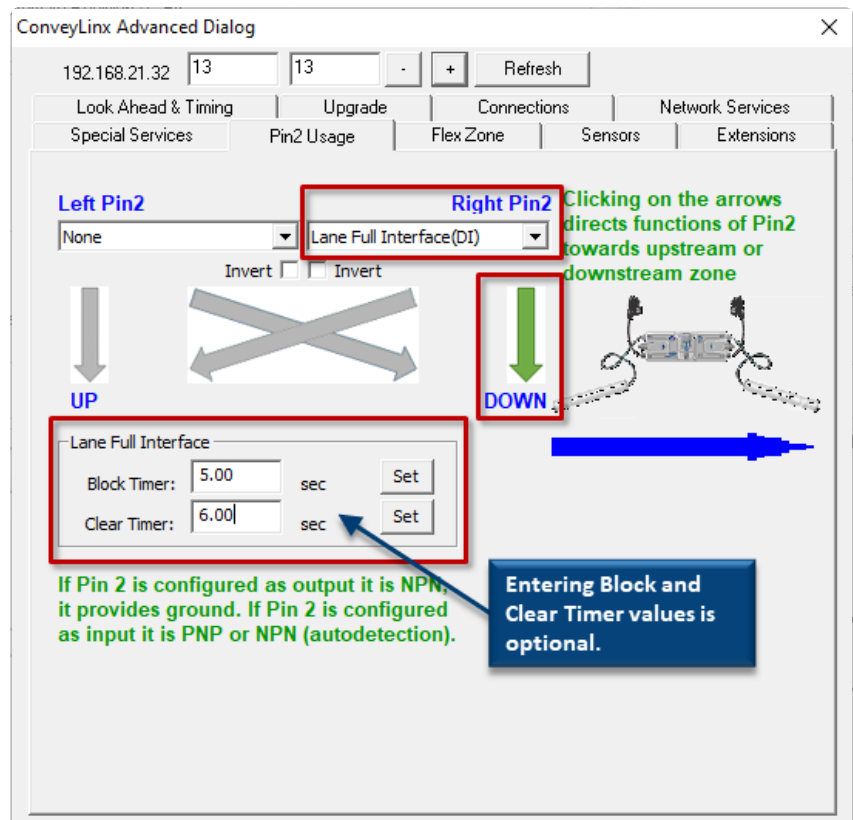 ConveyLinx Advanced Dialog
192.168.21.32 13 13 - + Refresh
Look Ahead & Timing Upgrade Connections Network Services
Special Services Pin2 Usage Flex Zone Sensors Extensions
Left Pin2 Right Pin2
None Lane Full Interface(DI)
Invert Invert
Clicking on the arrows
directs functions of Pin2
towards upstream or
downstream zone
UP DOWN
Lane Full Interface
Block Timer: 5.00 sec Set
Clear Timer: 6.00 sec Set
If Pin 2 is configured as output it is NPN,
it provides ground. If Pin 2 is configured
as input it is PNP or NPN (autodetection).
Entering Block and
Clear Timer values is
optional.